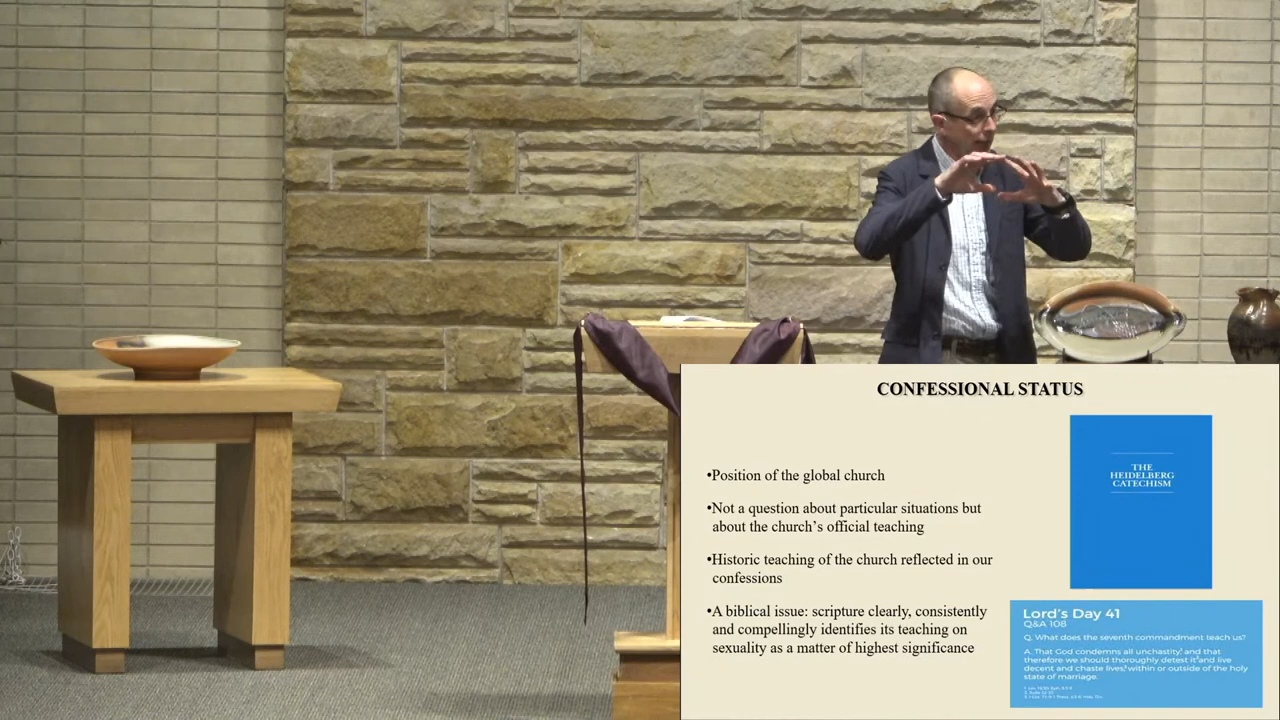 CONFESSIONAL STATUS
•Position of the global church
•Not a question about particular situations but
about the church's official teaching
•Historic teaching of the church reflected in our
confessions
•A biblical issue: scripture clearly, consistently
and compellingly identifies its teaching on
sexuality as a matter of highest significance
THE
HEIDELBERG
CATECHISM
Lord's Day 41
Q&A 108
Q. What does the seventh commandment teach us?
A. That God condemns all unchastity, and that
therefore we should thoroughly detest it and live
decent and chaste lives, within or outside of the holy
state of marriage.